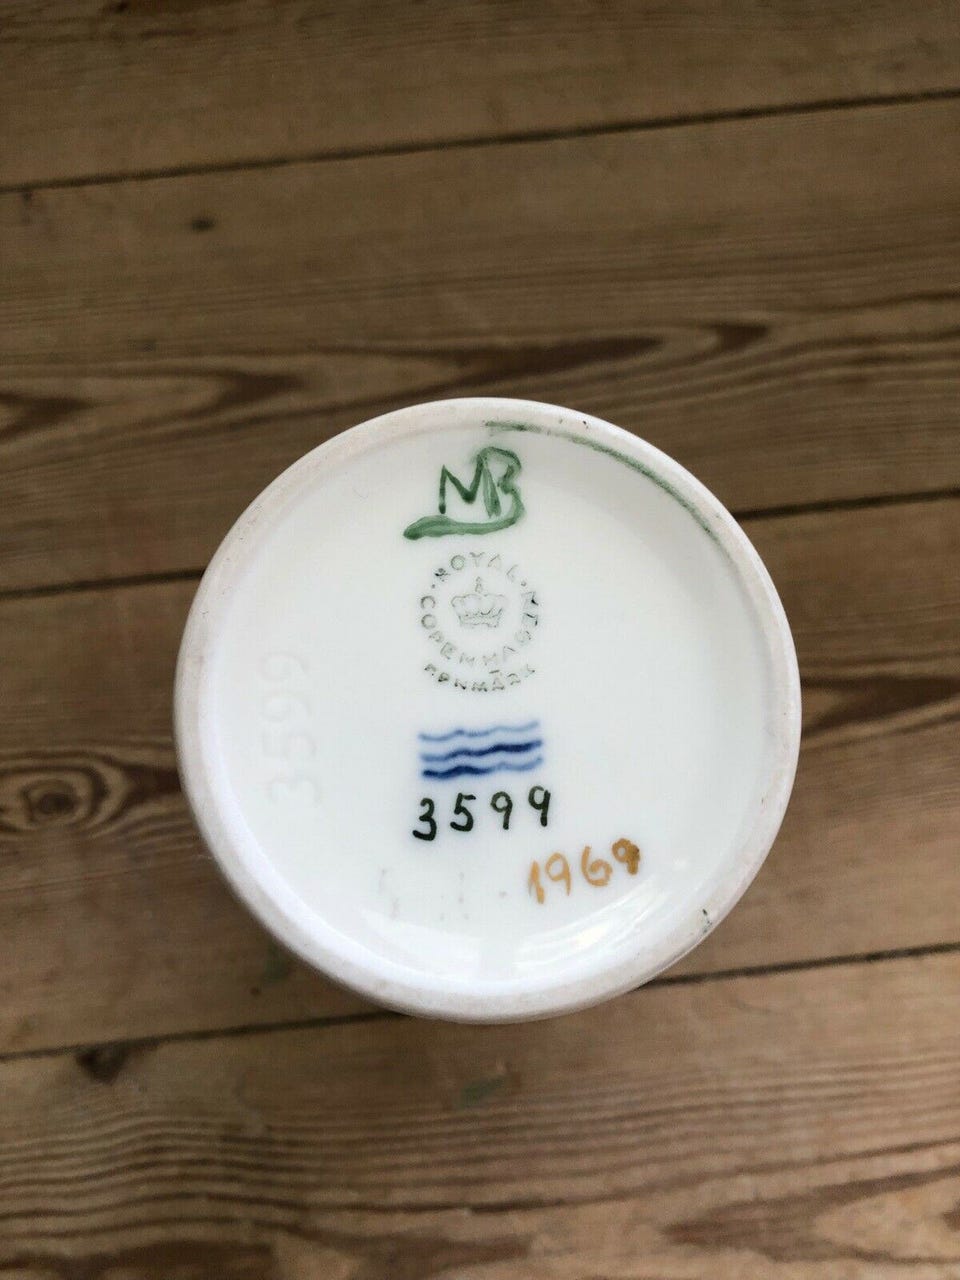 MB
ROYAL
COPENHAGEN
DENMARK
3599
3599
1969